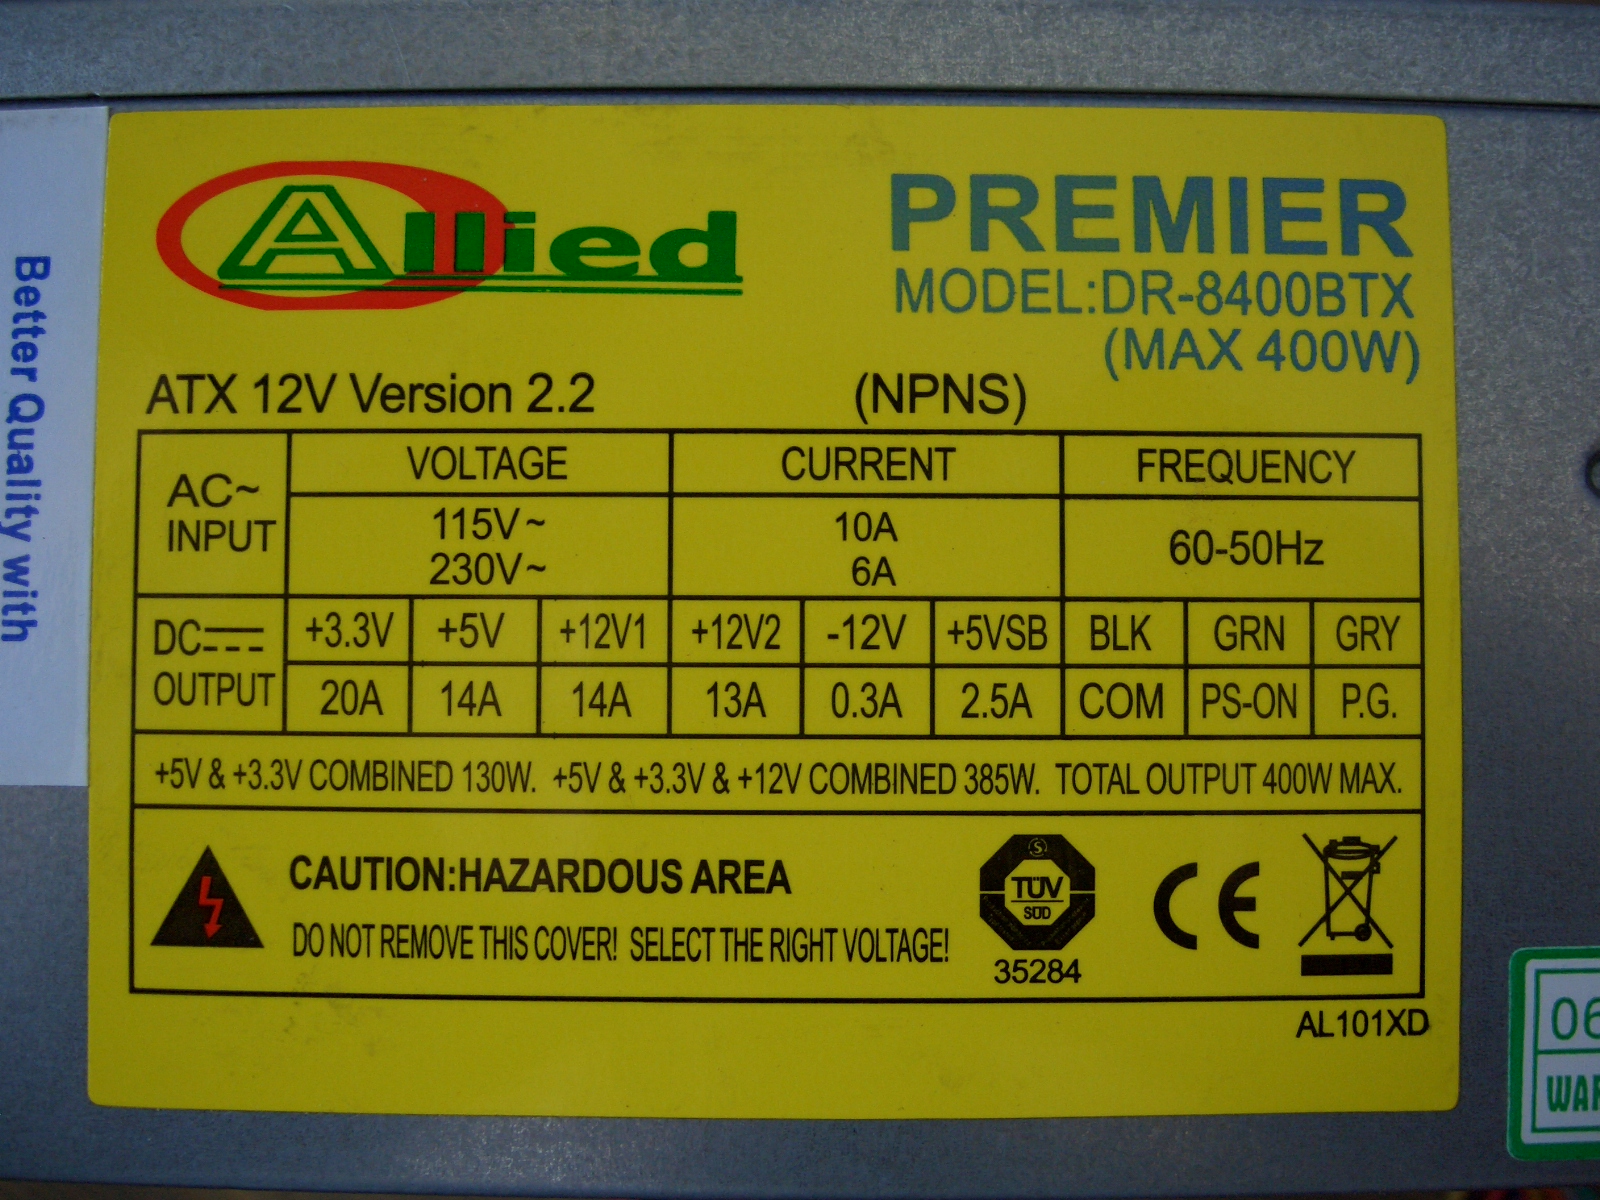 Better Quality with
Allied
PREMIER
MODEL:DR-8400BTX
(MAX 400W)
ATX 12V Version 2.2 (NPNS)
AC~ INPUT VOLTAGE CURRENT FREQUENCY
115V~ 10A 60-50Hz
230V~ 6A
DC OUTPUT +3.3V +5V +12V1 +12V2 -12V +5VSB BLK GRN GRY
20A 14A 14A 13A 0.3A 2.5A COM PS-ON P.G.
+5V & +3.3V COMBINED 130W. +5V & +3.3V & +12V COMBINED 385W. TOTAL OUTPUT 400W MAX.
CAUTION:HAZARDOUS AREA
DO NOT REMOVE THIS COVER! SELECT THE RIGHT VOLTAGE!
S
TÜV
SÜD
35284
CE
AL101XD
06